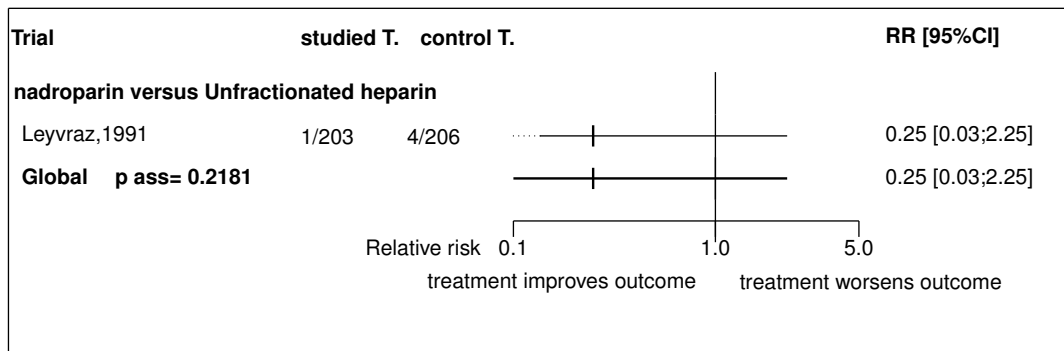 Trial studied T. control T. RR [95%CI]
nadroparin versus Unfractionated heparin
Leyvraz,1991 1/203 4/206 0.25 [0.03;2.25]
Global p ass= 0.2181 0.25 [0.03;2.25]
Relative risk 0.1 1.0 5.0
treatment improves outcome treatment worsens outcome